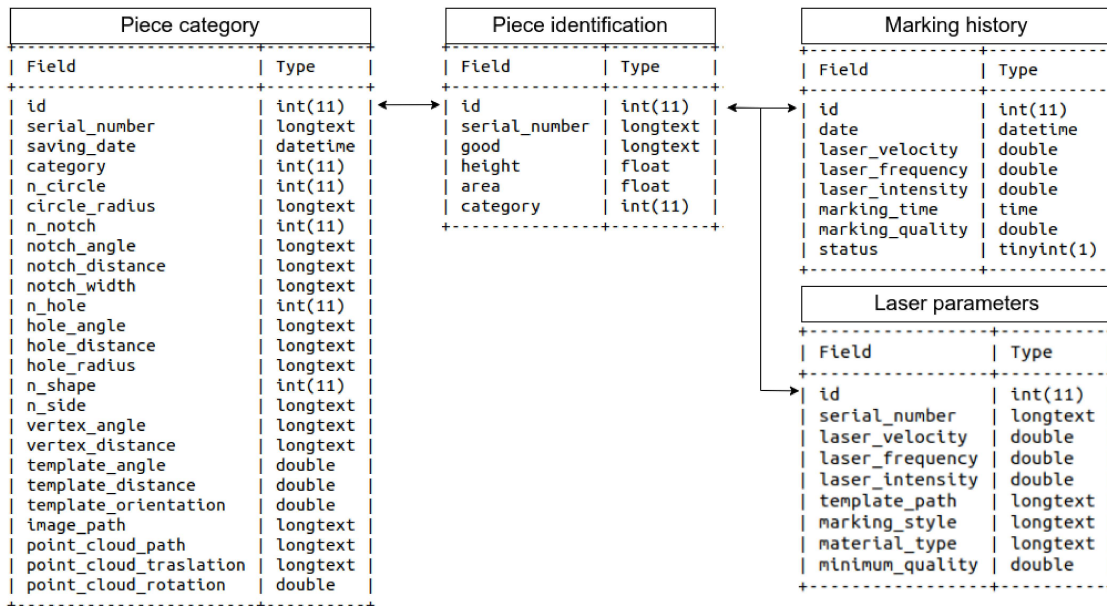 Piece category
Field Type
id int(11)
serial_number longtext
saving_date datetime
category int(11)
n_circle int(11)
circle_radius longtext
n_notch int(11)
notch_angle longtext
notch_distance longtext
notch_width longtext
n_hole int(11)
hole_angle longtext
hole_distance longtext
hole_radius longtext
n_shape int(11)
n_side longtext
vertex_angle longtext
vertex_distance longtext
template_angle double
template_distance double
template_orientation double
image_path longtext
point_cloud_path longtext
point_cloud_traslation longtext
point_cloud_rotation double
Piece identification
Field Type
id int(11)
serial_number longtext
good longtext
height float
area float
category int(11)
Marking history
Field Type
id int(11)
date datetime
laser_velocity double
laser_frequency double
laser_intensity double
marking_time time
marking_quality double
status tinyint(1)
Laser parameters
Field Type
id int(11)
serial_number longtext
laser_velocity double
laser_frequency double
laser_intensity double
template_path longtext
marking_style longtext
material_type longtext
minimum_quality double